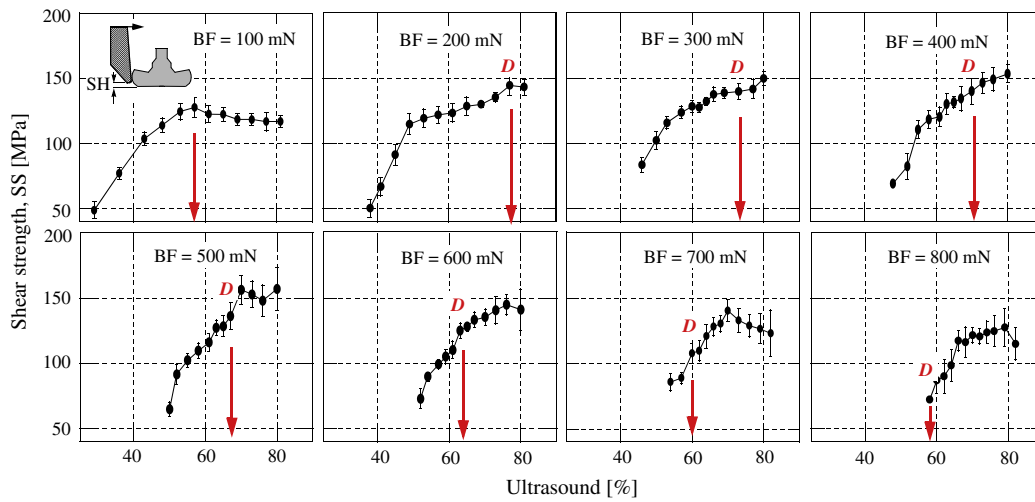 200
150
100
50
BF = 100 mN
SH
BF = 200 mN
D
BF = 300 mN
D
BF = 400 mN
D
Shear strength, SS [MPa]
200
150
100
50
BF = 500 mN
D
BF = 600 mN
D
BF = 700 mN
D
BF = 800 mN
D
40 60 80 40 60 80 40 60 80 40 60 80
Ultrasound [%]